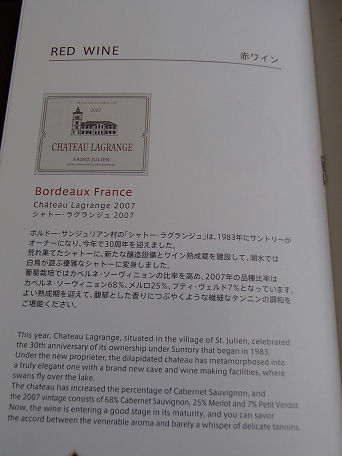 RED WINE
赤ワイン
2007
CHATEAU LAGRANGE
SAINT-JULIEN
Bordeaux France
Château Lagrange 2007
シャトー・ラグランジュ 2007
ボルドー・サンジュリアン村の「シャトー・ラグランジュ」は、1983年にサントリーが
オーナーになり、今年で30周年を迎えました。
荒れ果てたシャトーに、新たな醸造設備とワイン熟成蔵を建設して、湖水では
白鳥が遊ぶ優雅なシャトーに変身しました。
葡萄栽培ではカベルネ・ソーヴィニョンの比率を高め、2007年の品種比率は
カベルネ・ソーヴィニョン68%、メルロ25%、プティ・ヴェルド7%となっています。
よい熟成期を迎えて、馥郁とした香りにつぶやくような繊細なタンニンの調和を
ご堪能ください。
This year, Chateau Lagrange, situated in the village of St. Julien, celebrated
the 30th anniversary of its ownership under Suntory that began in 1983.
Under the new proprieter, the dilapidated chateau has metamorphosed into
a truly elegant one with a brand new cave and wine making facilities, where
swans fly over the lake.
The chateau has increased the percentage of Cabernet Sauvignon, and
the 2007 vintage consists of 68% Cabernet Sauvignon, 25% Merlot and 7% Petit Verdot.
Now, the wine is entering a good stage in its maturity, and you can savor
the accord between the venerable aroma and barely a whisper of delicate tannins.